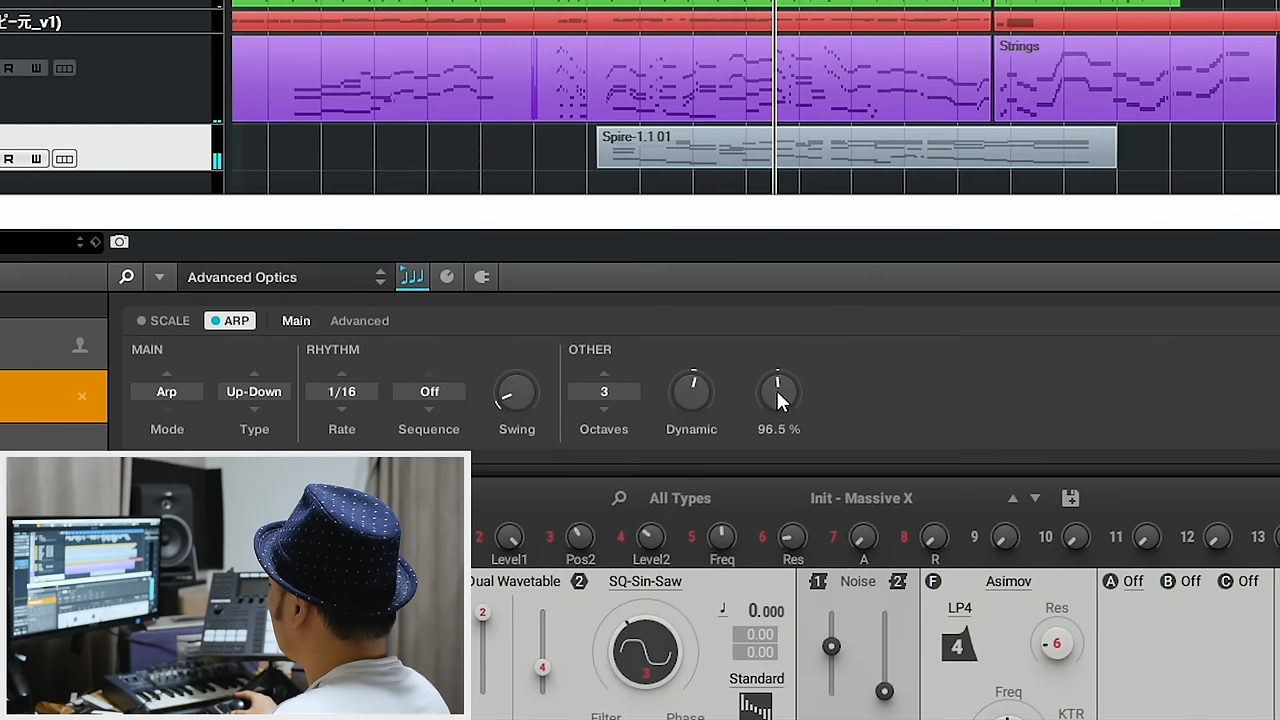 ピー元_v1)
Strings
R W
Spire-1.1 01
R W
Advanced Optics
SCALE ARP Main Advanced
MAIN RHYTHM OTHER
Arp Up-Down 1/16 Off 3
Mode Type Rate Sequence Swing Octaves Dynamic 96.5 %
All Types Init - Massive X
2 3 4 5 6 7 8 9 10 11 12 13
Level1 Pos2 Level2 Freq Res A R
Dual Wavetable 2 SQ-Sin-Saw 1 Noise 2 F Asimov A Off B Off C Off
2 0.000 LP4 Res
0.00
0.00 4 -6
4 3 Standard
Filter Phase Freq KTR